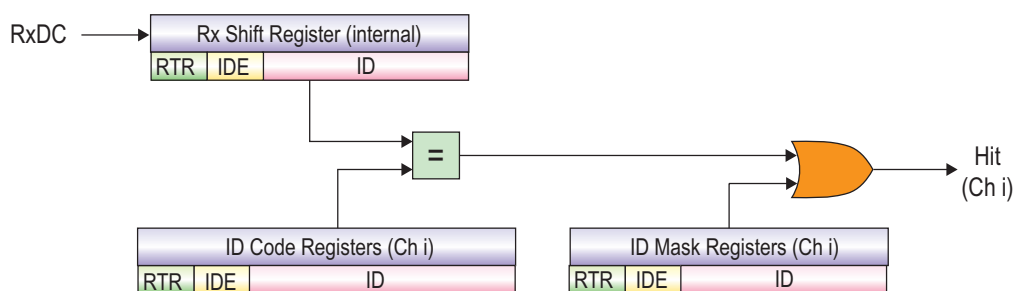 RxDC
Rx Shift Register (internal)
RTR IDE ID
=
Hit
(Ch i)
ID Code Registers (Ch i)
RTR IDE ID
ID Mask Registers (Ch i)
RTR IDE ID